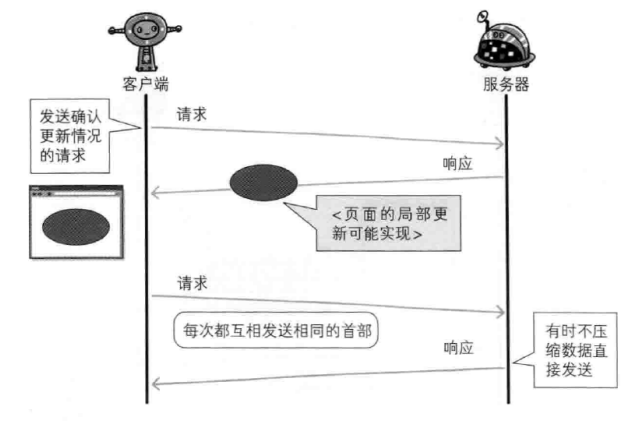 客户端
服务器
发送确认
更新情况
的请求
请求
响应
<页面的局部更
新可能实现>
请求
每次都互相发送相同的首部
响应
有时不压
缩数据直
接发送